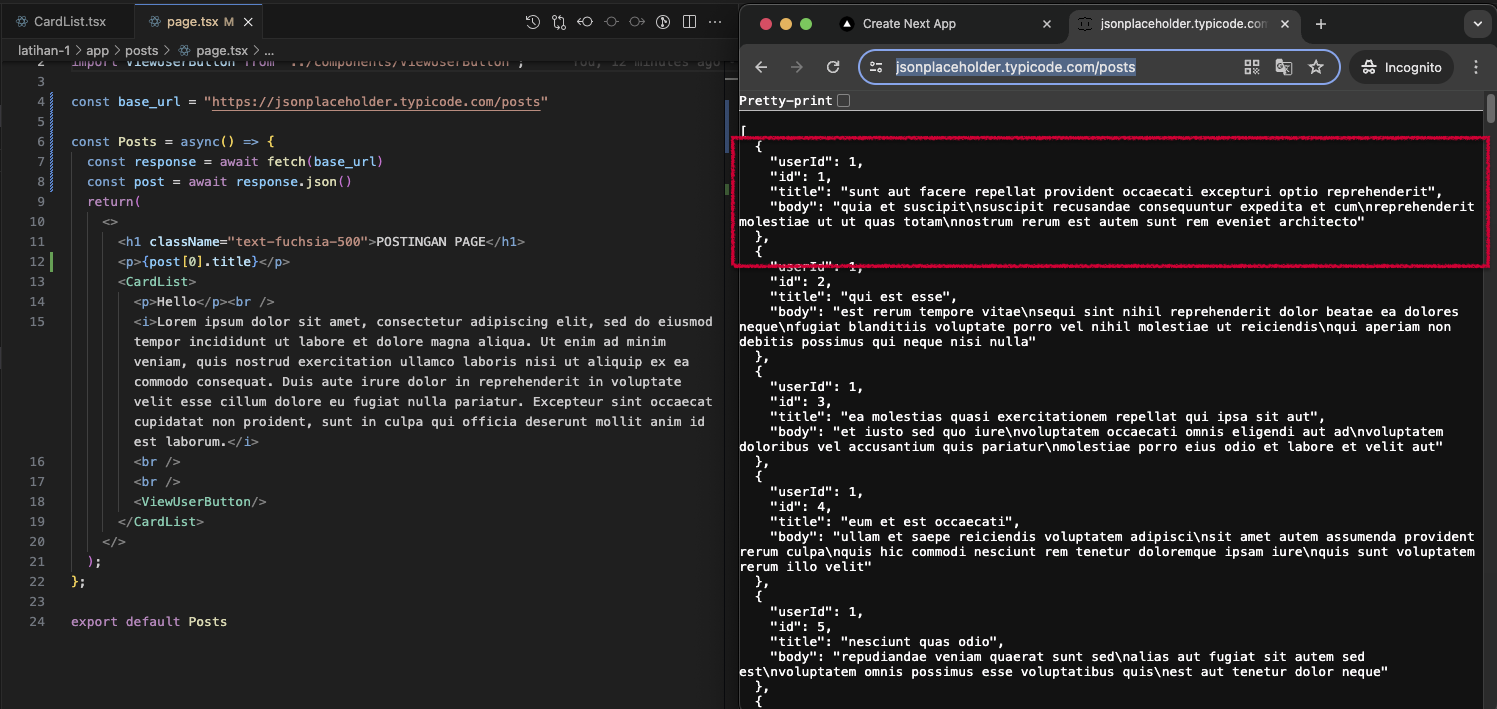 CardList.tsx
page.tsx M
latihan-1 > app > posts > page.tsx > ...
2 import ViewUserButton from "../components/ViewUserButton"; You, 12 minutes ago
3
4 const base_url = "https://jsonplaceholder.typicode.com/posts"
5
6 const Posts = async() => {
7 const response = await fetch(base_url)
8 const post = await response.json()
9 return(
10 <>
11 <h1 className="text-fuchsia-500">POSTINGAN PAGE</h1>
12 <p>{post[0].title}</p>
13 <CardList>
14 <p>Hello</p><br />
15 <i>Lorem ipsum dolor sit amet, consectetur adipiscing elit, sed do eiusmod
tempor incididunt ut labore et dolore magna aliqua. Ut enim ad minim
veniam, quis nostrud exercitation ullamco laboris nisi ut aliquip ex ea
commodo consequat. Duis aute irure dolor in reprehenderit in voluptate
velit esse cillum dolore eu fugiat nulla pariatur. Excepteur sint occaecat
cupidatat non proident, sunt in culpa qui officia deserunt mollit anim id
est laborum.</i>
16 <br />
17 <br />
18 <ViewUserButton/>
19 </CardList>
20 </>
21 );
22 };
23
24 export default Posts
Create Next App
jsonplaceholder.typicode.con
jsonplaceholder.typicode.com/posts
Incognito
Pretty-print
[
{
"userId": 1,
"id": 1,
"title": "sunt aut facere repellat provident occaecati excepturi optio reprehenderit",
"body": "quia et suscipit\nsuscipit recusandae consequuntur expedita et cum\nreprehenderit
molestiae ut ut quas totam\nnostrum rerum est autem sunt rem eveniet architecto"
},
{
"userId": 1,
"id": 2,
"title": "qui est esse",
"body": "est rerum tempore vitae\nsequi sint nihil reprehenderit dolor beatae ea dolores
neque\nfugiat blanditiis voluptate porro vel nihil molestiae ut reiciendis\nqui aperiam non
debitis possimus qui neque nisi nulla"
},
{
"userId": 1,
"id": 3,
"title": "ea molestias quasi exercitationem repellat qui ipsa sit aut",
"body": "et iusto sed quo iure\nvoluptatem occaecati omnis eligendi aut ad\nvoluptatem
doloribus vel accusantium quis pariatur\nmolestiae porro eius odio et labore et velit aut"
},
{
"userId": 1,
"id": 4,
"title": "eum et est occaecati",
"body": "ullam et saepe reiciendis voluptatem adipisci\nsit amet autem assumenda provident
rerum culpa\nquis hic commodi nesciunt rem tenetur doloremque ipsam iure\nquis sunt voluptatem
rerum illo velit"
},
{
"userId": 1,
"id": 5,
"title": "nesciunt quas odio",
"body": "repudiandae veniam quaerat sunt sed\nalias aut fugiat sit autem sed
est\nvoluptatem omnis possimus esse voluptatibus quis\nest aut tenetur dolor neque"
},
{